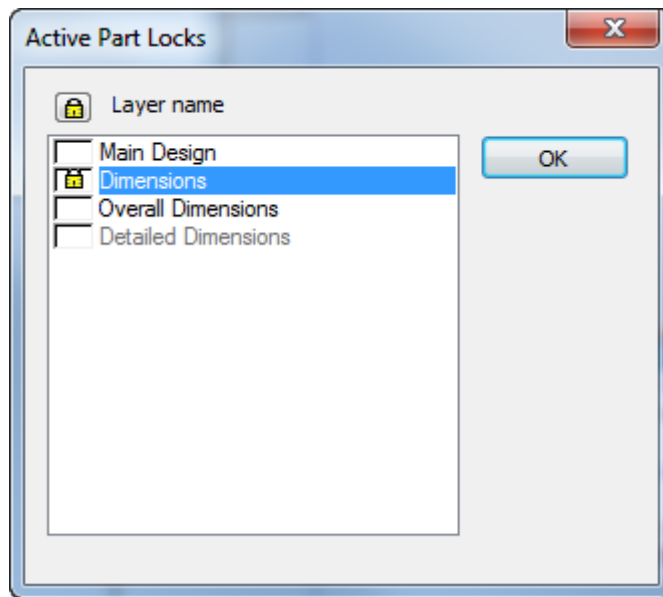 Active Part Locks
Layer name
Main Design
OK
Dimensions
Overall Dimensions
Detailed Dimensions